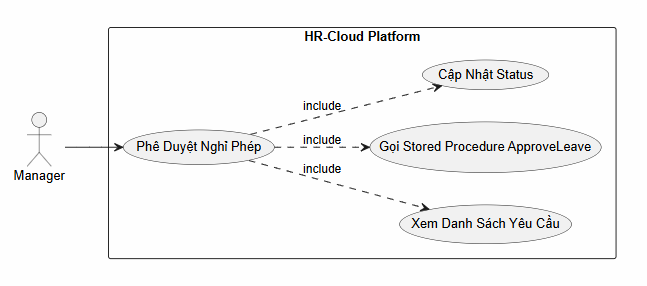 HR-Cloud Platform
Cập Nhật Status
include
Phê Duyệt Nghỉ Phép
include
Gọi Stored Procedure ApproveLeave
Manager
include
Xem Danh Sách Yêu Cầu